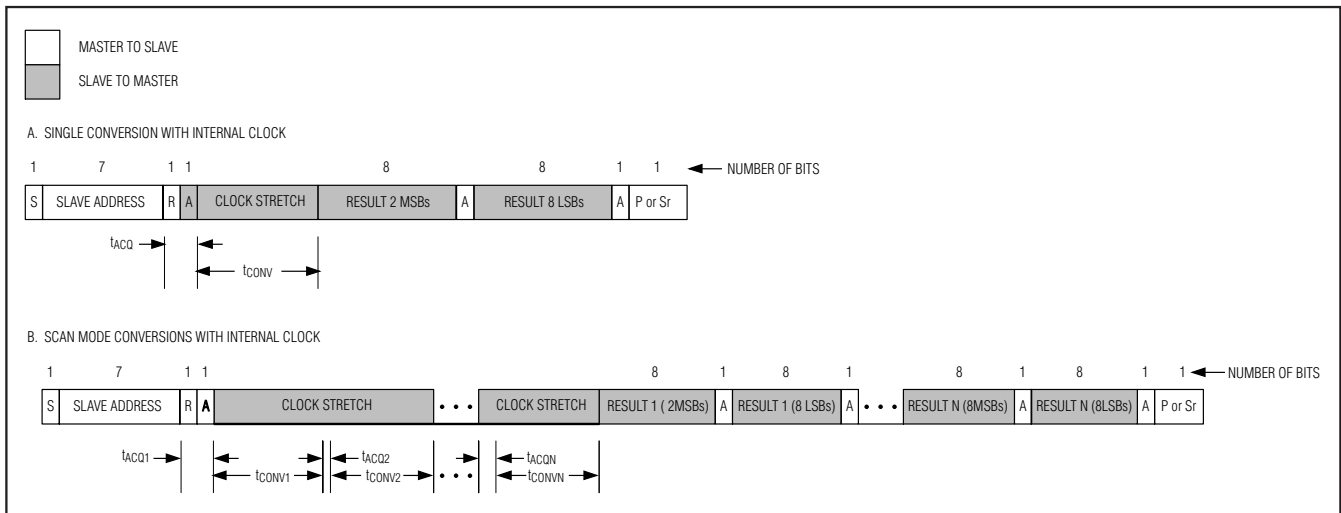 MASTER TO SLAVE
SLAVE TO MASTER
A. SINGLE CONVERSION WITH INTERNAL CLOCK
1 7 1 1 8 8 1 1 NUMBER OF BITS
S SLAVE ADDRESS R A CLOCK STRETCH RESULT 2 MSBs A RESULT 8 LSBs A P or Sr
tACQ
tCONV
B. SCAN MODE CONVERSIONS WITH INTERNAL CLOCK
1 7 1 1 8 1 8 1 8 1 8 1 1 NUMBER OF BITS
S SLAVE ADDRESS R A CLOCK STRETCH • • • CLOCK STRETCH RESULT 1 ( 2MSBs) A RESULT 1 (8 LSBs) A • • • RESULT N (8MSBs) A RESULT N (8LSBs) A P or Sr
tACQ1 tACQ2 tACQN
tCONV1 tCONV2 • • • tCONVN